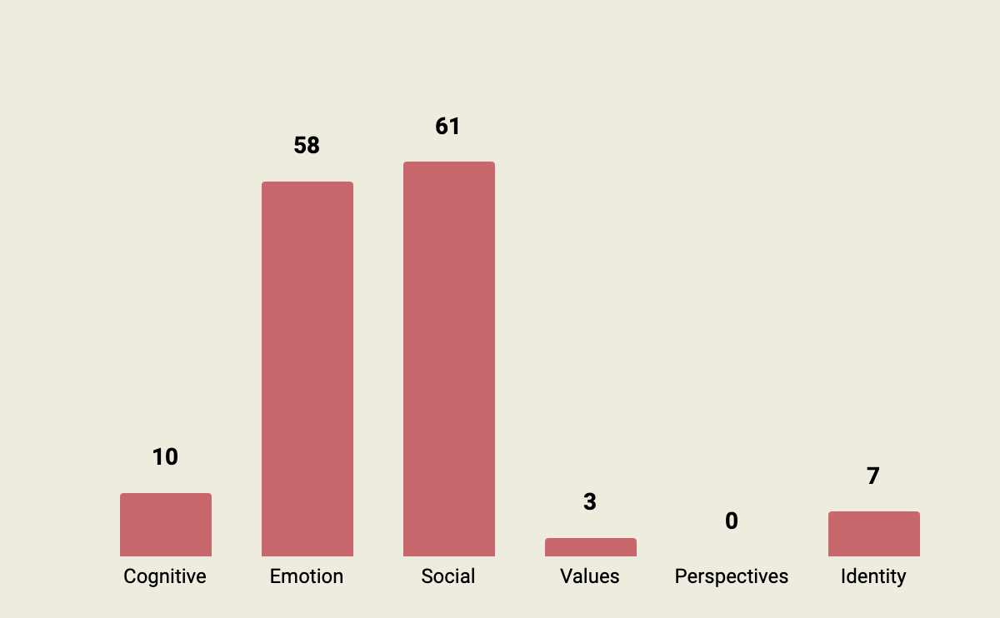 10
58
61
3
0
7
Cognitive
Emotion
Social
Values
Perspectives
Identity